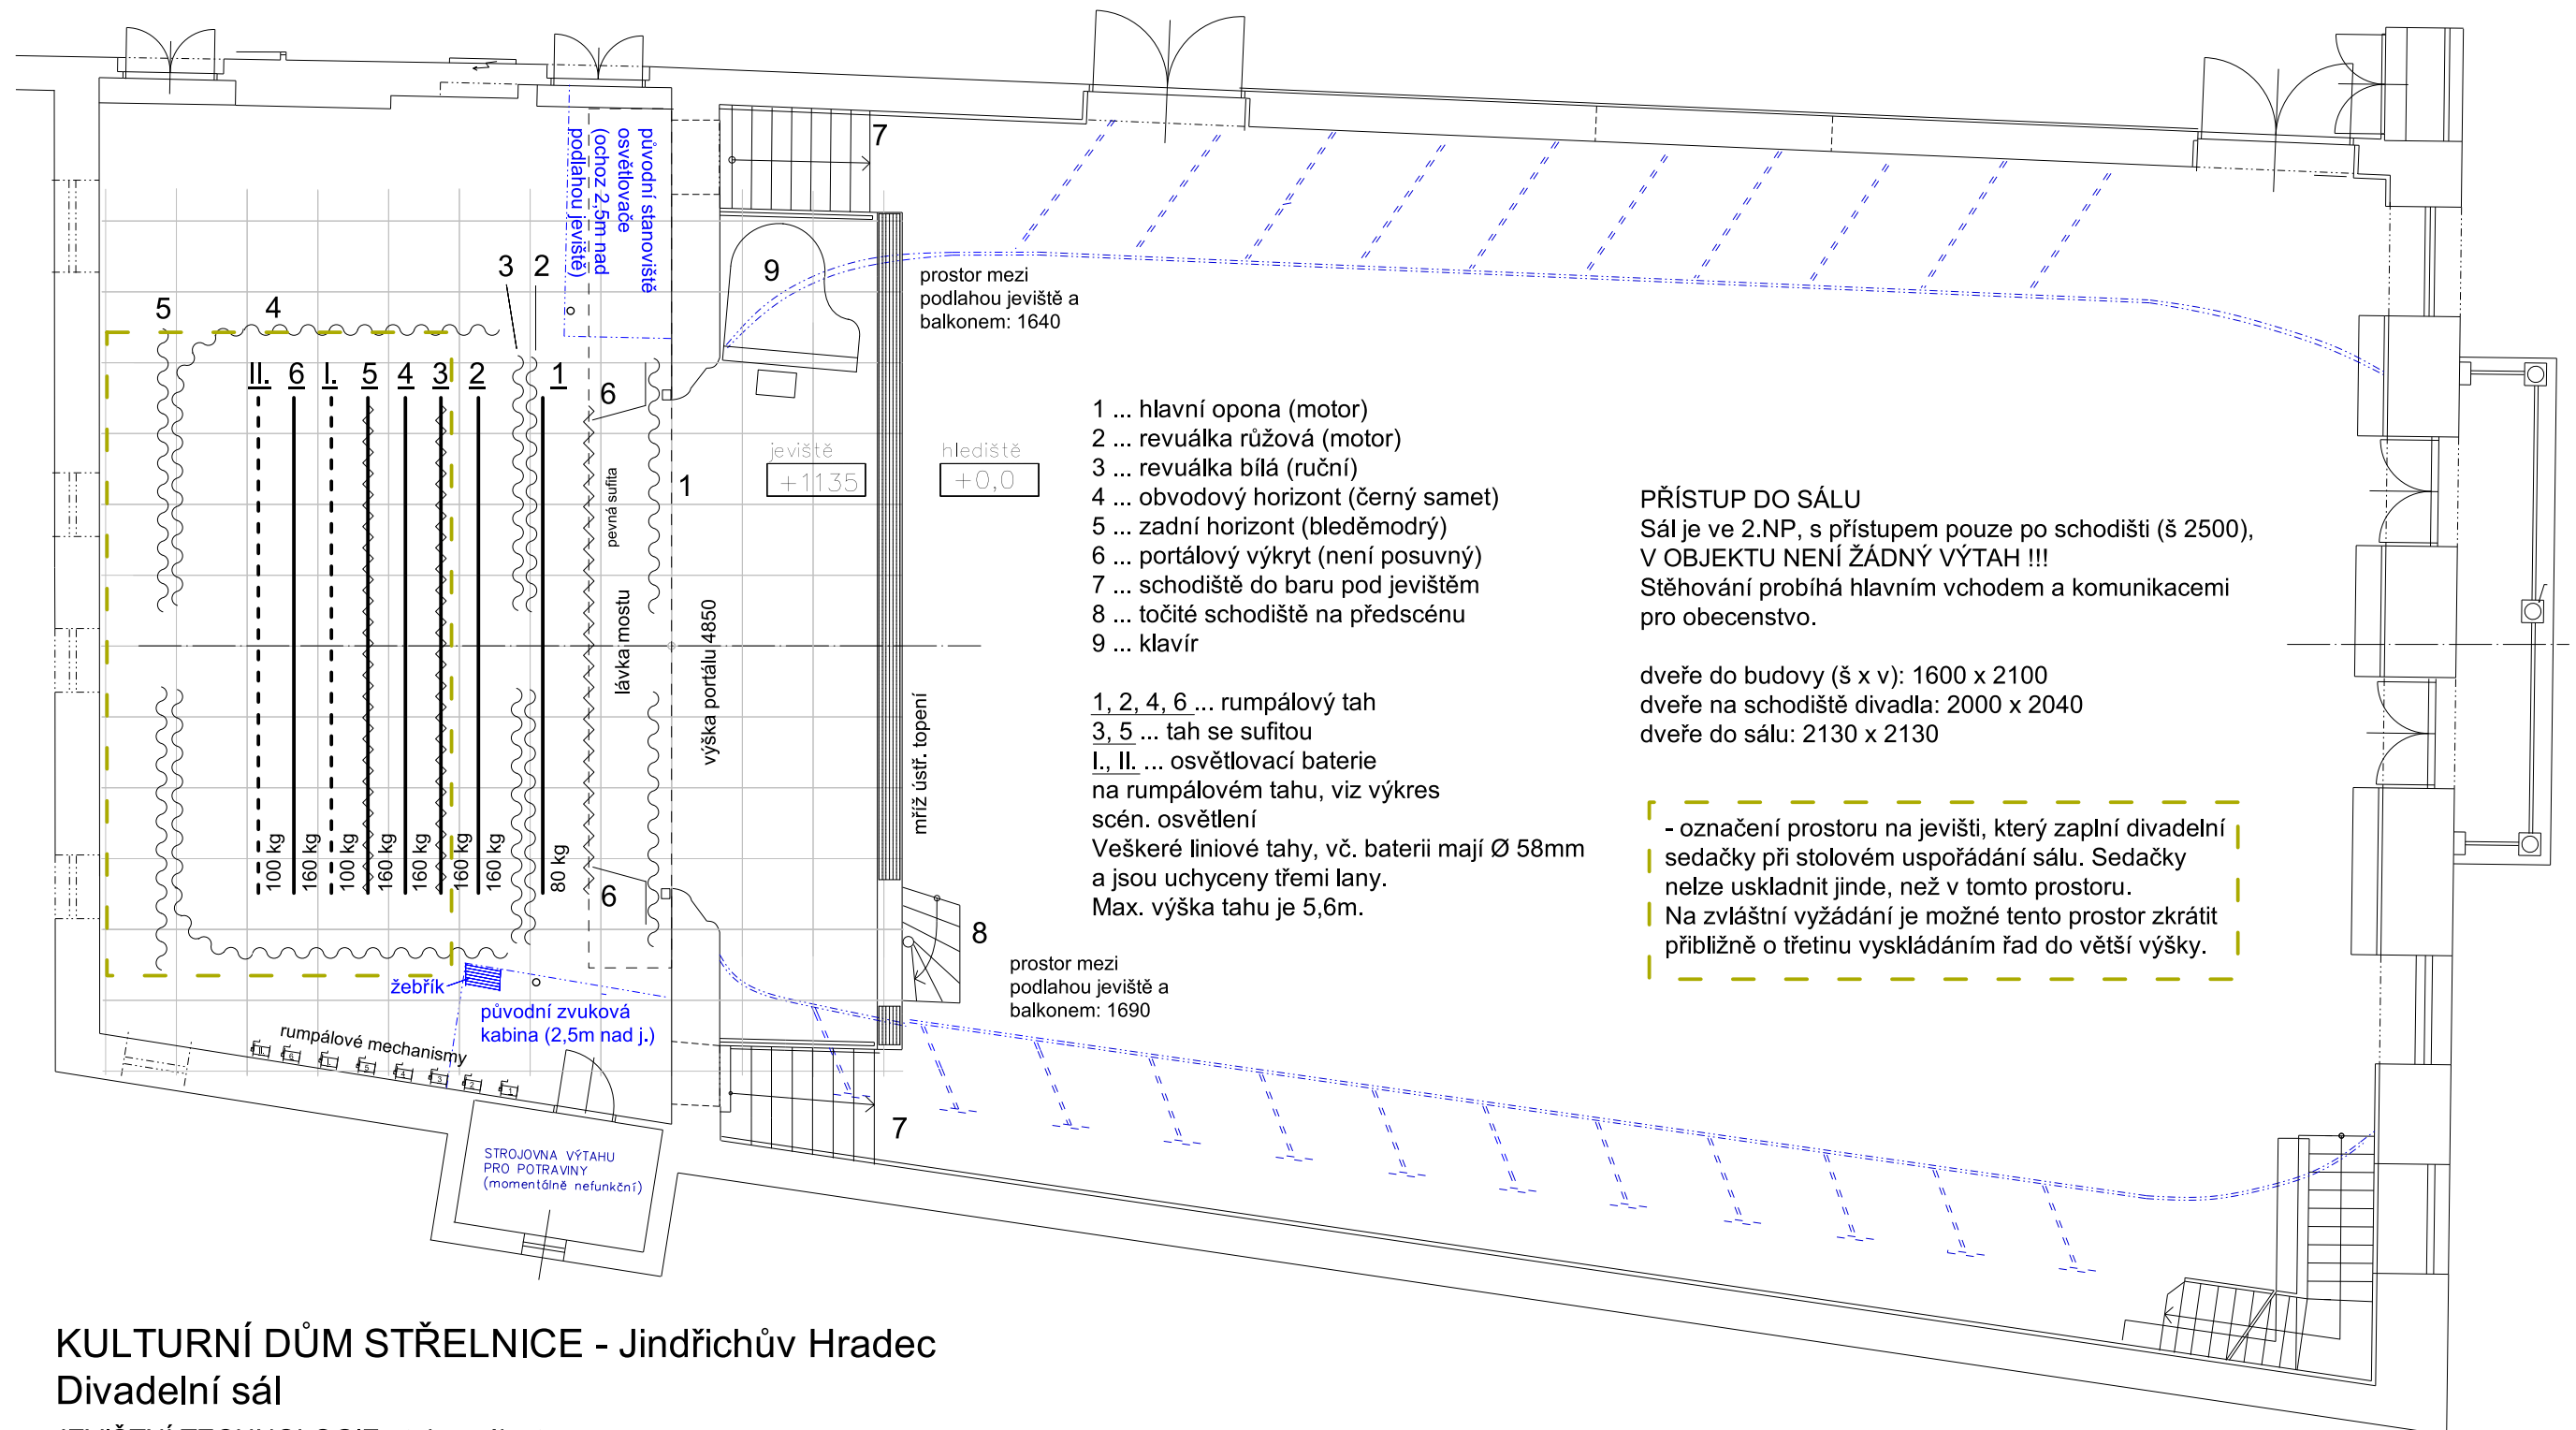 původní stanoviště
osvětlovače
(ochoz 2,5m nad
podlahou jeviště)
7
9
3
2
5
4
prostor mezi
podlahou jeviště a
balkonem: 1640
II.
6
I.
5
4
3
2
1
6
pevná sufita
1
jeviště
+1135
hlediště
+0,0
lávka mostu
výška portálu 4850
mříž ústř. topení
100 kg
160 kg
100 kg
160 kg
160 kg
160 kg
160 kg
80 kg
6
1 ... hlavní opona (motor)
2 ... revuálka růžová (motor)
3 ... revuálka bílá (ruční)
4 ... obvodový horizont (černý samet)
5 ... zadní horizont (bleděmodrý)
6 ... portálový výkryt (není posuvný)
7 ... schodiště do baru pod jevištěm
8 ... točité schodiště na předscénu
9 ... klavír
1, 2, 4, 6 ... rumpálový tah
3, 5 ... tah se sufitou
I., II. ... osvětlovací baterie
na rumpálovém tahu, viz výkres
scén. osvětlení
Veškeré liniové tahy, vč. baterii mají Ø 58mm
a jsou uchyceny třemi lany.
Max. výška tahu je 5,6m.
PŘÍSTUP DO SÁLU
Sál je ve 2.NP, s přístupem pouze po schodišti (š 2500),
V OBJEKTU NENÍ ŽÁDNÝ VÝTAH !!!
Stěhování probíhá hlavním vchodem a komunikacemi
pro obecenstvo.
dveře do budovy (š x v): 1600 x 2100
dveře na schodiště divadla: 2000 x 2040
dveře do sálu: 2130 x 2130
- označení prostoru na jevišti, který zaplní divadelní
sedačky při stolovém uspořádání sálu. Sedačky
nelze uskladnit jinde, než v tomto prostoru.
Na zvláštní vyžádání je možné tento prostor zkrátit
přibližně o třetinu vyskládáním řad do větší výšky.
8
prostor mezi
podlahou jeviště a
balkonem: 1690
žebřík
původní zvuková
kabina (2,5m nad j.)
rumpálové mechanismy
II
6
I
5
4
3
2
1
7
STROJOVNA VÝTAHU
PRO POTRAVINY
(momentálně nefunkční)
KULTURNÍ DŮM STŘELNICE - Jindřichův Hradec
Divadelní sál